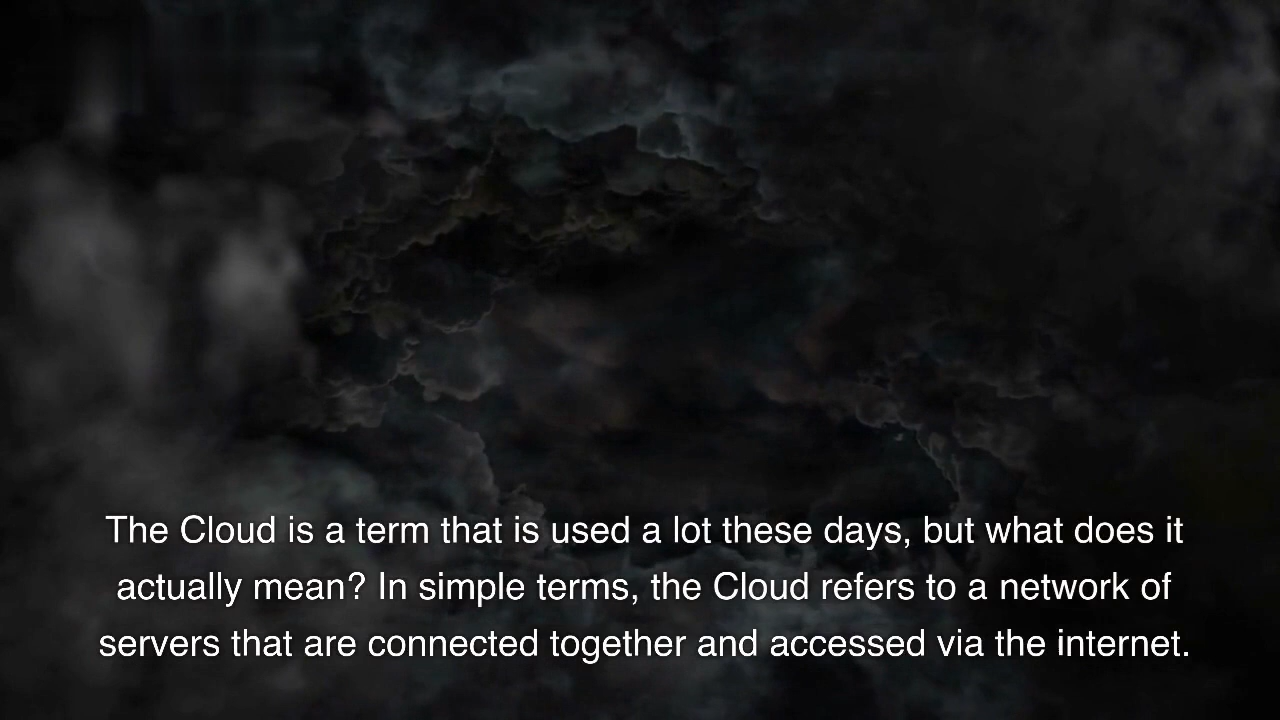 The Cloud is a term that is used a lot these days, but what does it
actually mean? In simple terms, the Cloud refers to a network of
servers that are connected together and accessed via the internet.